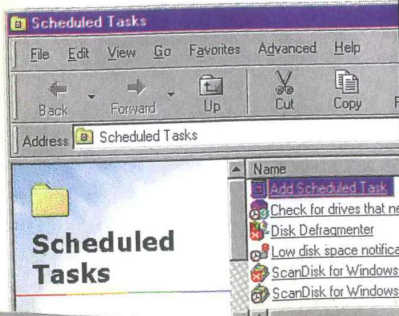 Scheduled Tasks
File Edit View Go Favorites Advanced Help
Back Forward Up Cut Copy
Address Scheduled Tasks
Name
Add Scheduled Task
Check for drives that
Disk Defragmenter
Low disk space
ScanDisk for Windows
ScanDisk for Windows
Scheduled
Tasks